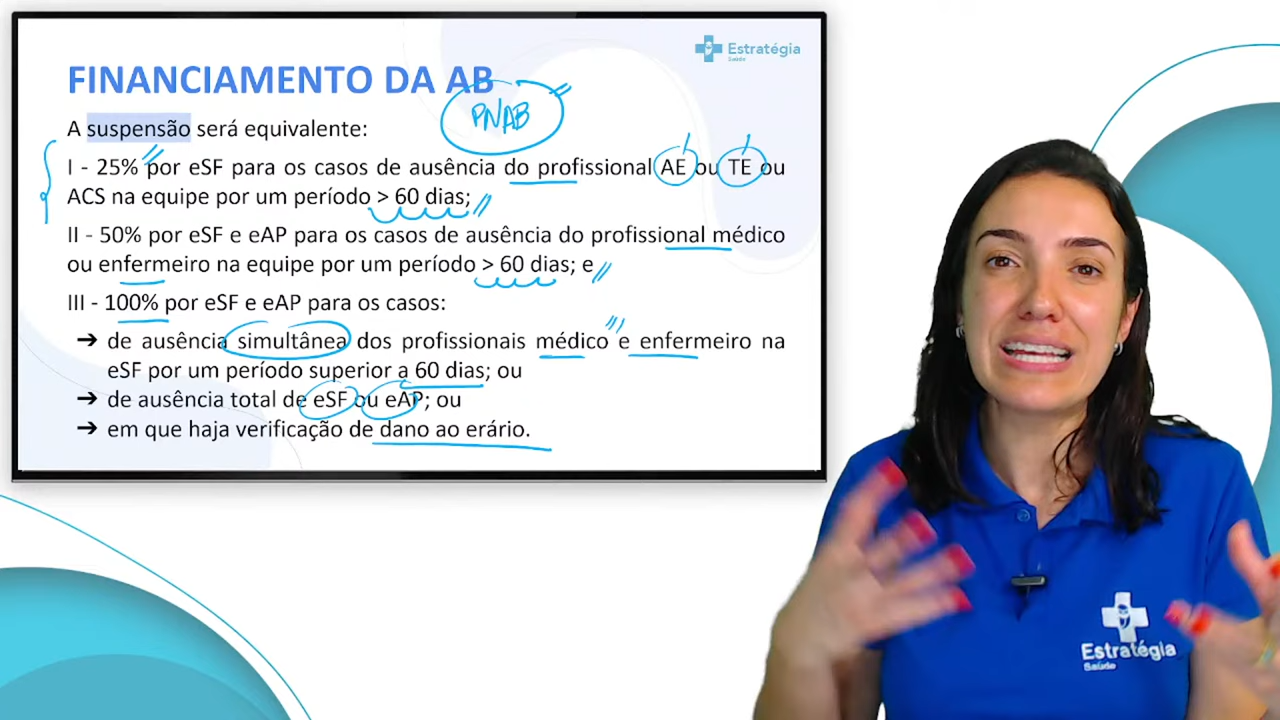 Estratégia
Saúde
FINANCIAMENTO DA AB
PNAB
A suspensão será equivalente:
I - 25% por eSF para os casos de ausência do profissional AE ou TE ou
ACS na equipe por um período > 60 dias;
II - 50% por eSF e eAP para os casos de ausência do profissional médico
ou enfermeiro na equipe por um período > 60 dias; e
III - 100% por eSF e eAP para os casos:
➔ de ausência simultânea dos profissionais médico e enfermeiro na
eSF por um período superior a 60 dias; ou
➔ de ausência total de eSF ou eAP; ou
➔ em que haja verificação de dano ao erário.
Estratégia
Saúde